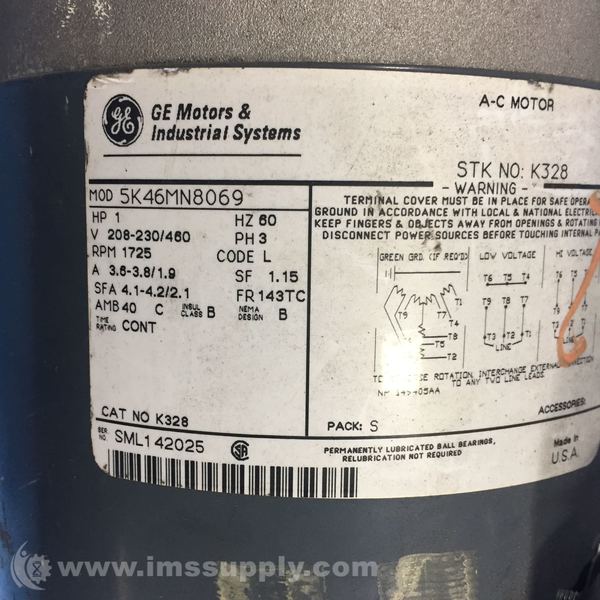 GE
GE Motors &
Industrial Systems
A-C MOTOR
STK NO: K328
MOD 5K46MN8069
HP 1 HZ 60
V 208-230/460 PH 3
RPM 1725 CODE L
A 3.6-3.8/1.9 SF 1.15
SFA 4.1-4.2/2.1 FR 143TC
AMB 40 C INSUL CLASS B NEMA DESIGN B
TIME RATING CONT
CAT NO K328
SER. NO. SML142025
- WARNING -
TERMINAL COVER MUST BE IN PLACE FOR SAFE
GROUND IN ACCORDANCE WITH LOCAL & NATIONAL
KEEP FINGERS & OBJECTS AWAY FROM OPENINGS & ROTATING
DISCONNECT POWER SOURCES BEFORE TOUCHING INTERNAL
GREEN GRD. (IF REQ'D) LOW VOLTAGE HI VOLTAGE
T6 T5 T4 T6 T5
T9 T7 T1 T9 T8 T7 T9
T4
T8
T5 T3 T2 T1 T3
T2 LINE LINE
ROTATION, INTERCHANGE EXTERNAL
TO ANY TWO LINE LEADS.
PACK: S
ACCESSORIES:
PERMANENTLY LUBRICATED BALL BEARINGS,
RELUBRICATION NOT REQUIRED
Made in
U.S.A.
www.imssupply.com